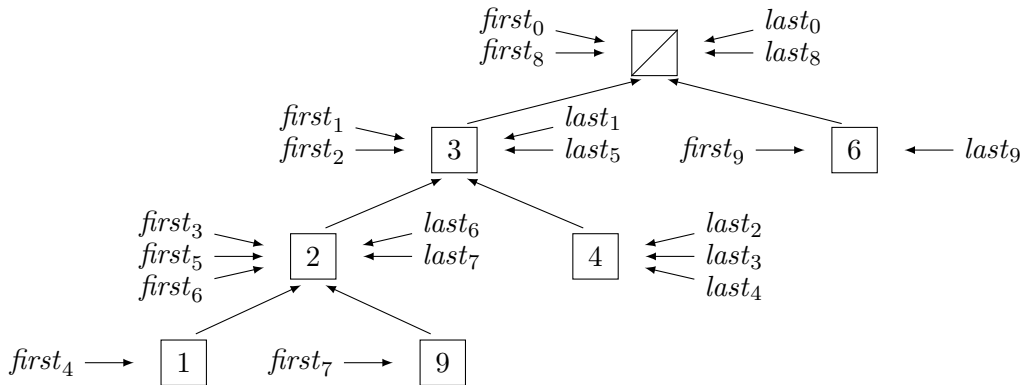 first₀ last₀
first₈ last₈
first₁ last₁
first₂ 3 last₅ first₉ 6 last₉
first₃ last₆ last₂
first₅ 2 last₇ 4 last₃
first₆ last₄
first₄ 1 first₇ 9